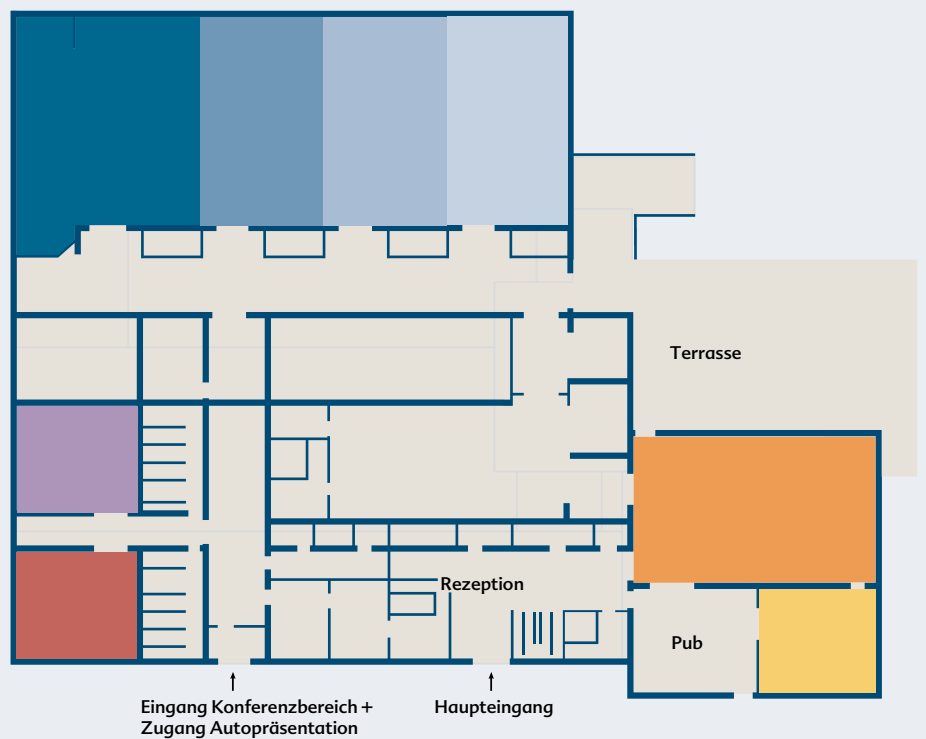 Terrasse
Rezeption
Pub
Eingang Konferenzbereich +
Zugang Autopräsentation
Haupteingang